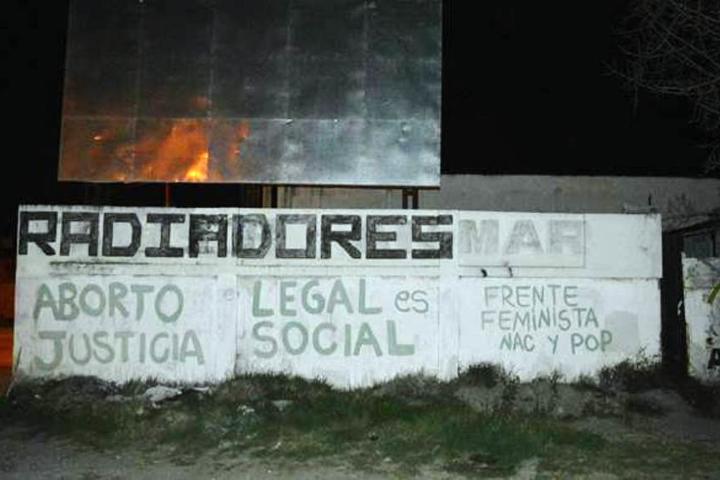 RADIADORES MAR
ABORTO LEGAL es
JUSTICIA SOCIAL
FRENTE
FEMINISTA
NAC Y POP